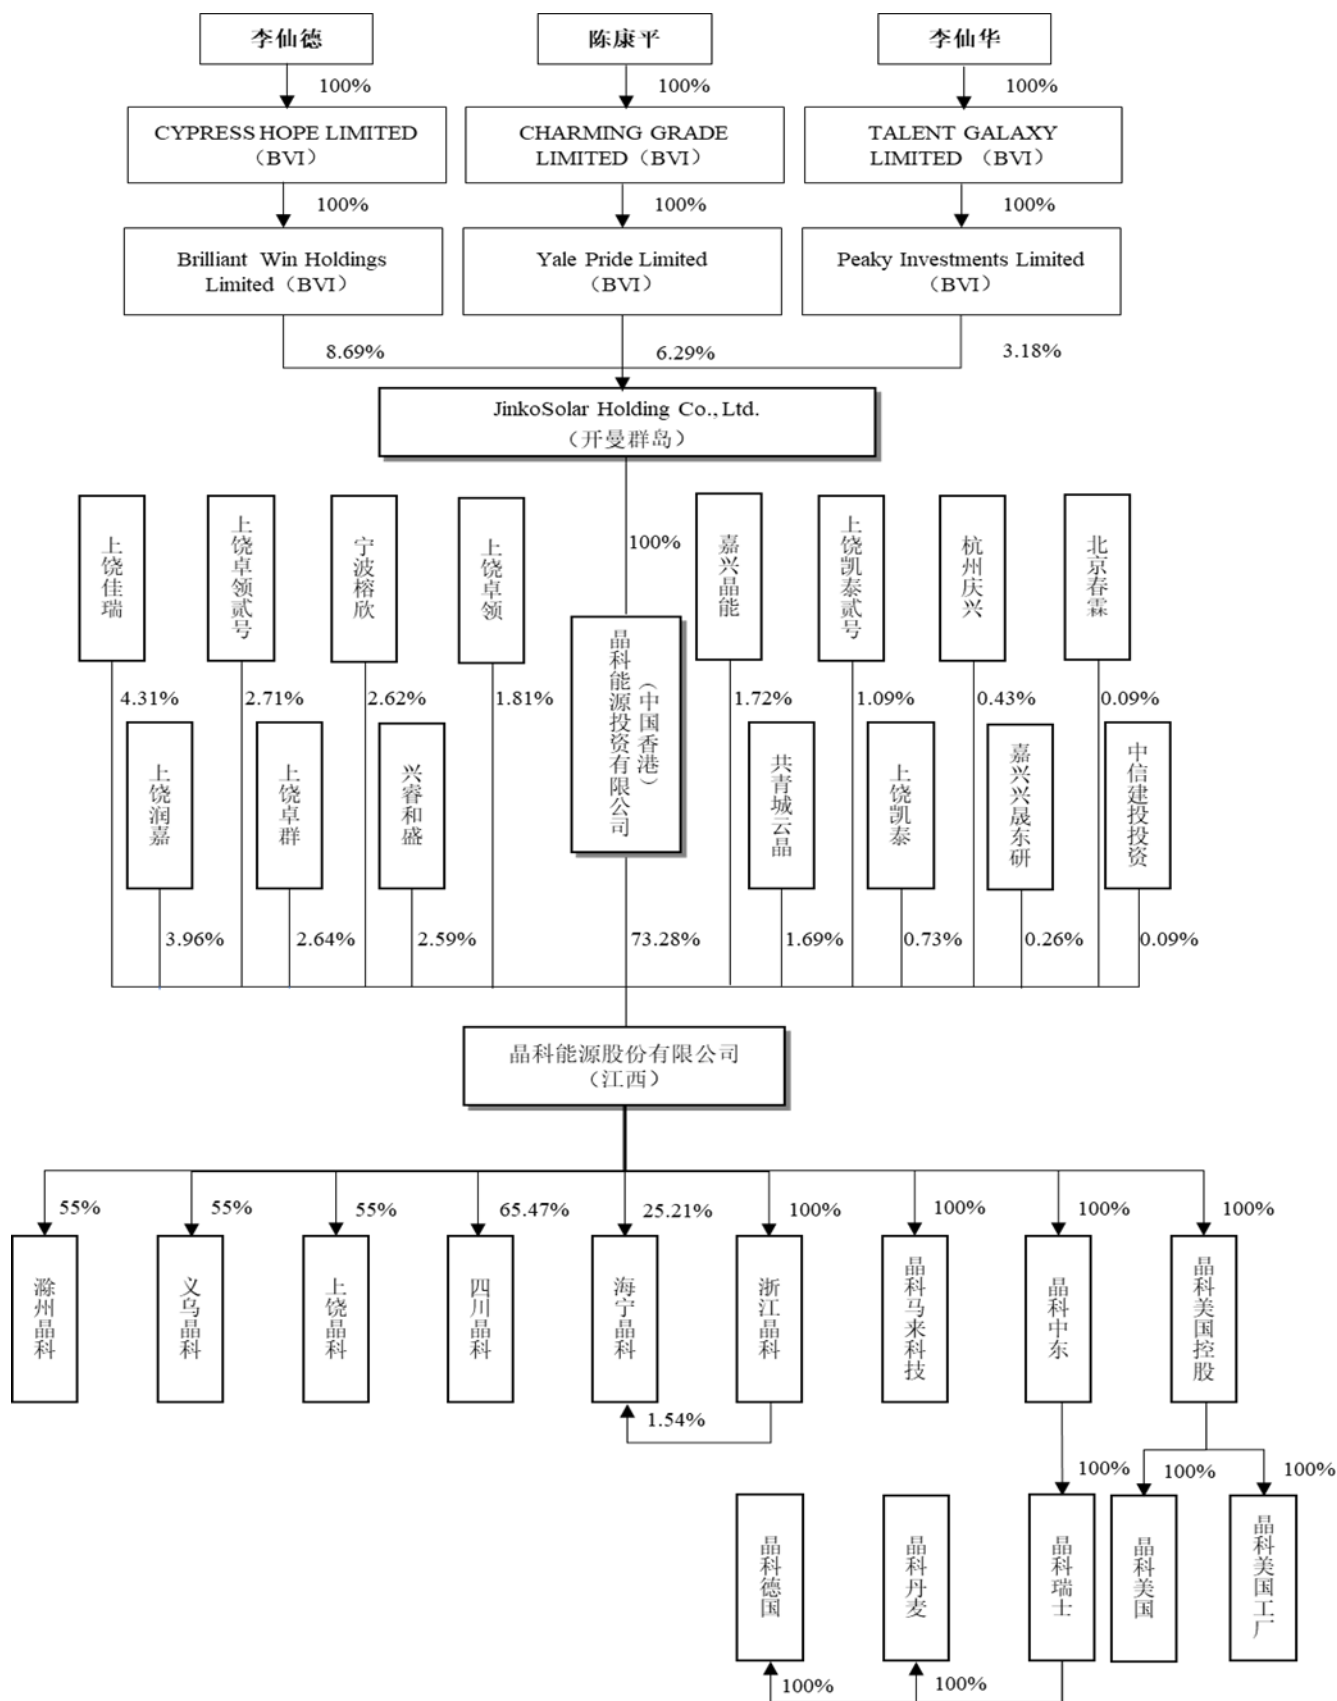 李仙德
陈康平
李仙华
100%
100%
100%
CYPRESS HOPE LIMITED
（BVI）
CHARMING GRADE
LIMITED（BVI）
TALENT GALAXY
LIMITED （BVI）
100%
100%
100%
Brilliant Win Holdings
Limited（BVI）
Yale Pride Limited
（BVI）
Peaky Investments Limited
（BVI）
8.69%
6.29%
3.18%
JinkoSolar Holding Co., Ltd.
（开曼群岛）
100%
上饶佳瑞
上饶卓领贰号
宁波榕欣
上饶卓领
晶科能源投资有限公司
（中国香港）
嘉兴晶能
上饶凯泰贰号
杭州庆兴
北京春霖
4.31%
2.71%
2.62%
1.81%
1.72%
1.09%
0.43%
0.09%
上饶润嘉
上饶卓群
兴睿和盛
共青城云晶
上饶凯泰
嘉兴兴晟东研
中信建投投资
3.96%
2.64%
2.59%
73.28%
1.69%
0.73%
0.26%
0.09%
晶科能源股份有限公司
（江西）
55%
55%
55%
65.47%
25.21%
100%
100%
100%
100%
滁州晶科
义乌晶科
上饶晶科
四川晶科
海宁晶科
浙江晶科
晶科马来科技
晶科中东
晶科美国控股
1.54%
100%
100%
100%
晶科德国
晶科丹麦
晶科瑞士
晶科美国
晶科美国工厂
100%
100%